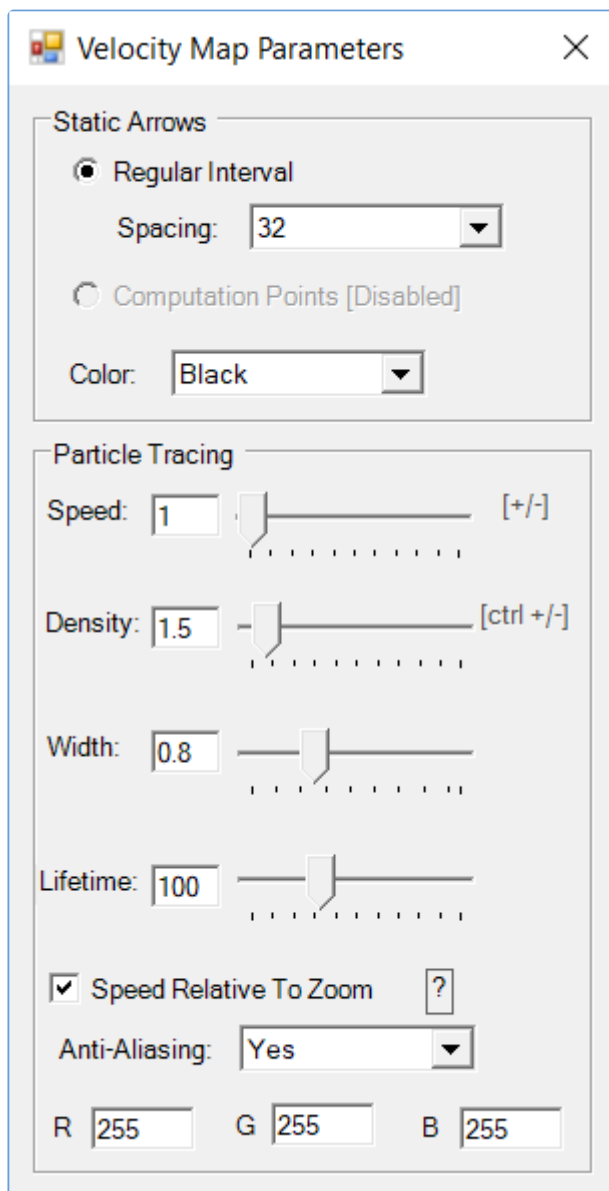 Velocity Map Parameters
Static Arrows
Regular Interval
Spacing: 32
Computation Points [Disabled]
Color: Black
Particle Tracing
Speed: 1 [+/-]
Density: 1.5 [ctrl +/-]
Width: 0.8
Lifetime: 100
Speed Relative To Zoom ?
Anti-Aliasing: Yes
R 255 G 255 B 255